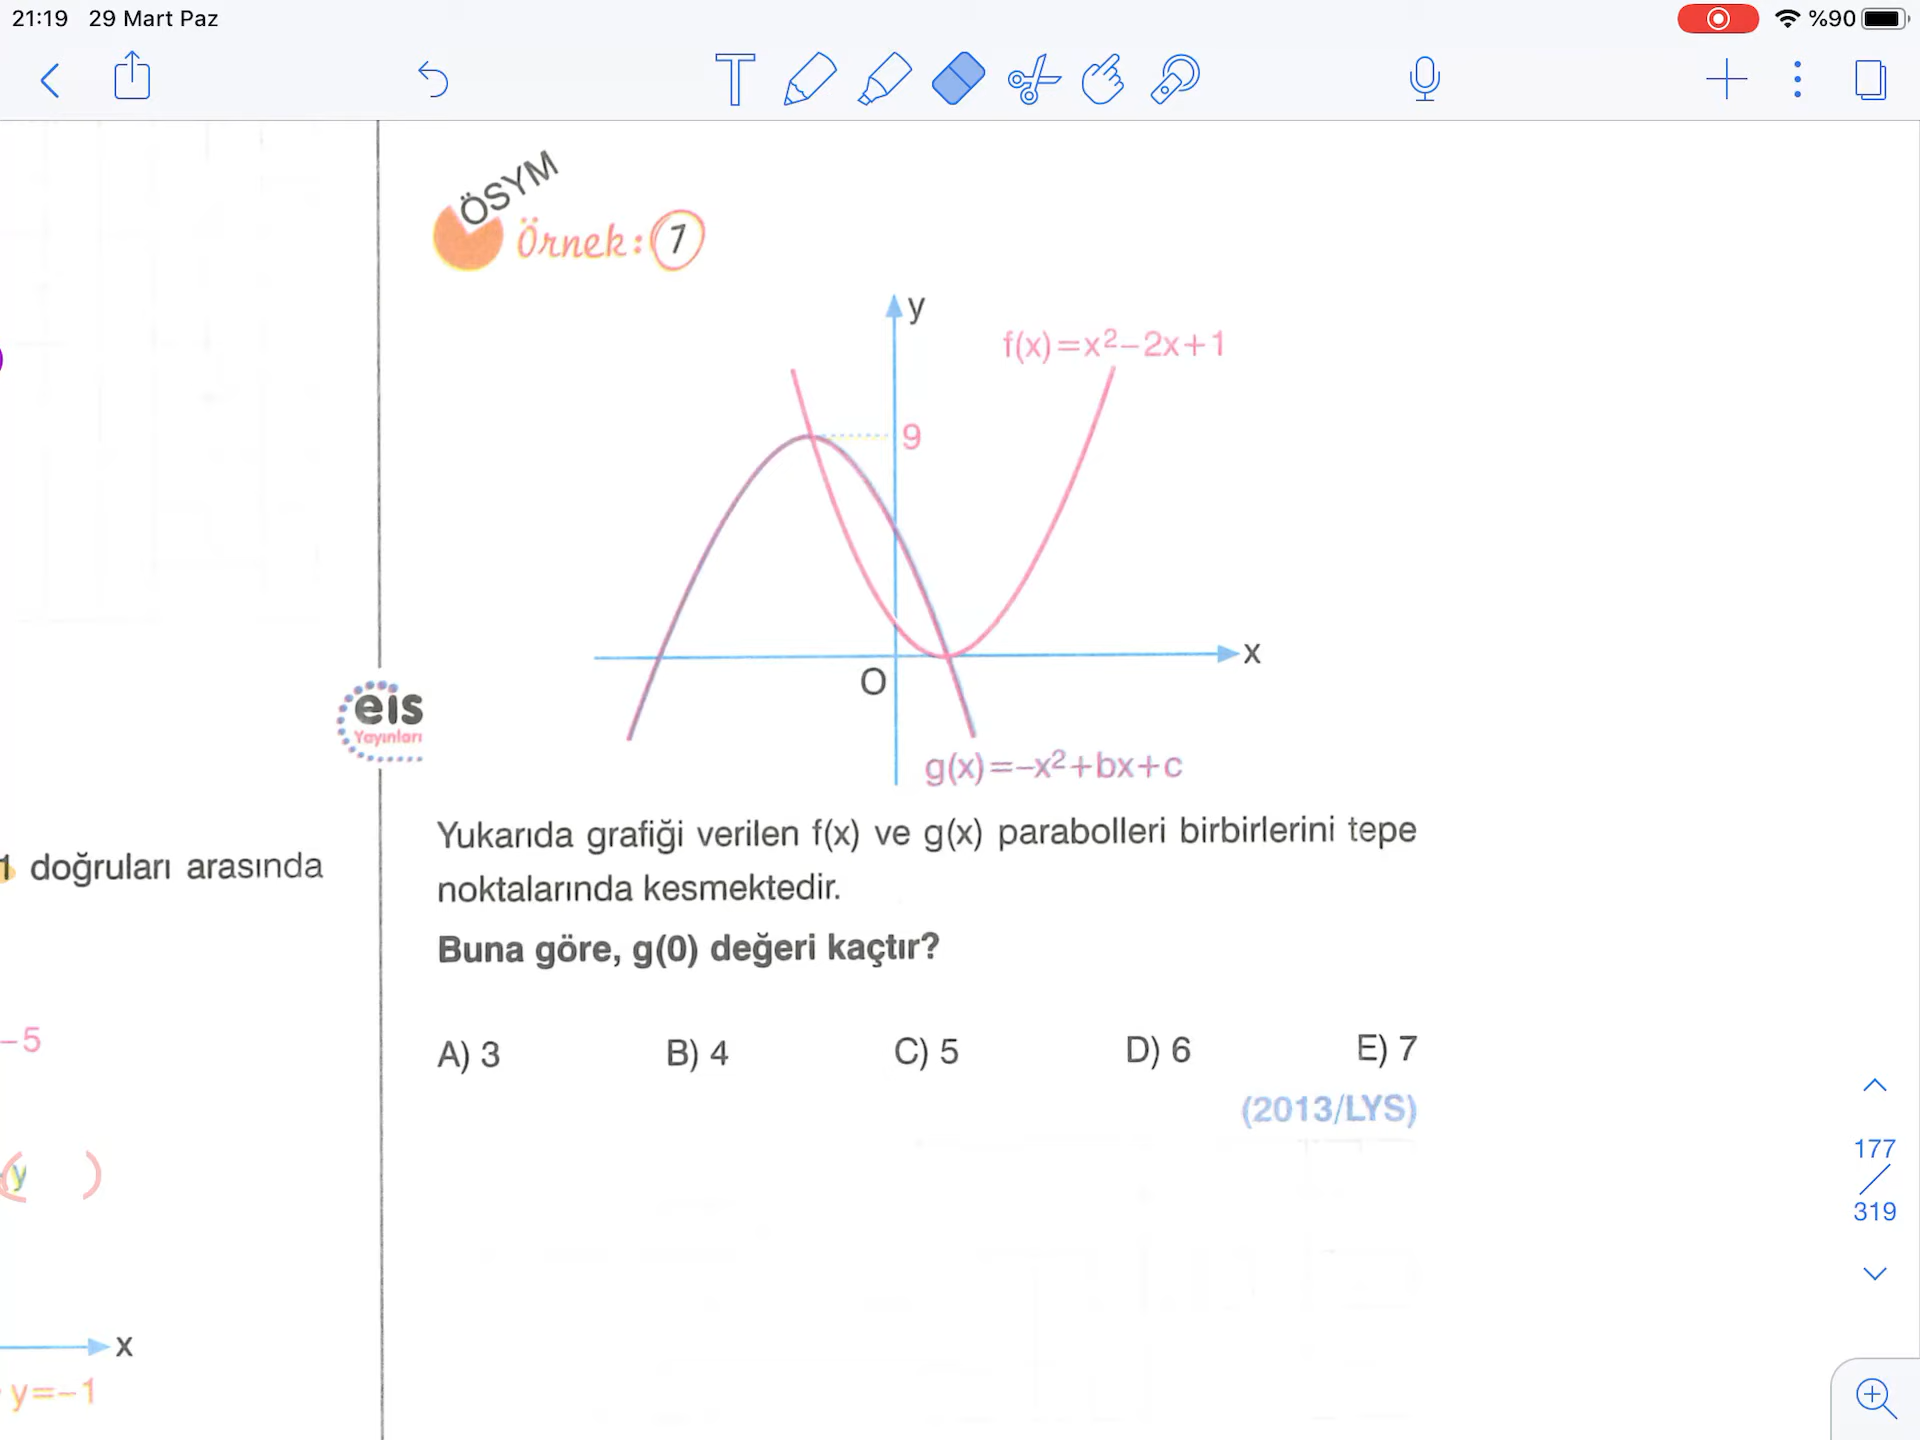 21:19 29 Mart Paz
%90
ÖSYM
Örnek: 7
y
f(x)=x²−2x+1
9
x
O
g(x)=−x²+bx+c
eis
Yayınları
Yukarıda grafiği verilen f(x) ve g(x) parabolleri birbirlerini tepe
noktalarında kesmektedir.
Buna göre, g(0) değeri kaçtır?
A) 3 B) 4 C) 5 D) 6 E) 7
(2013/LYS)
1 doğruları arasında
−5
y )
x
y=−1
177
319